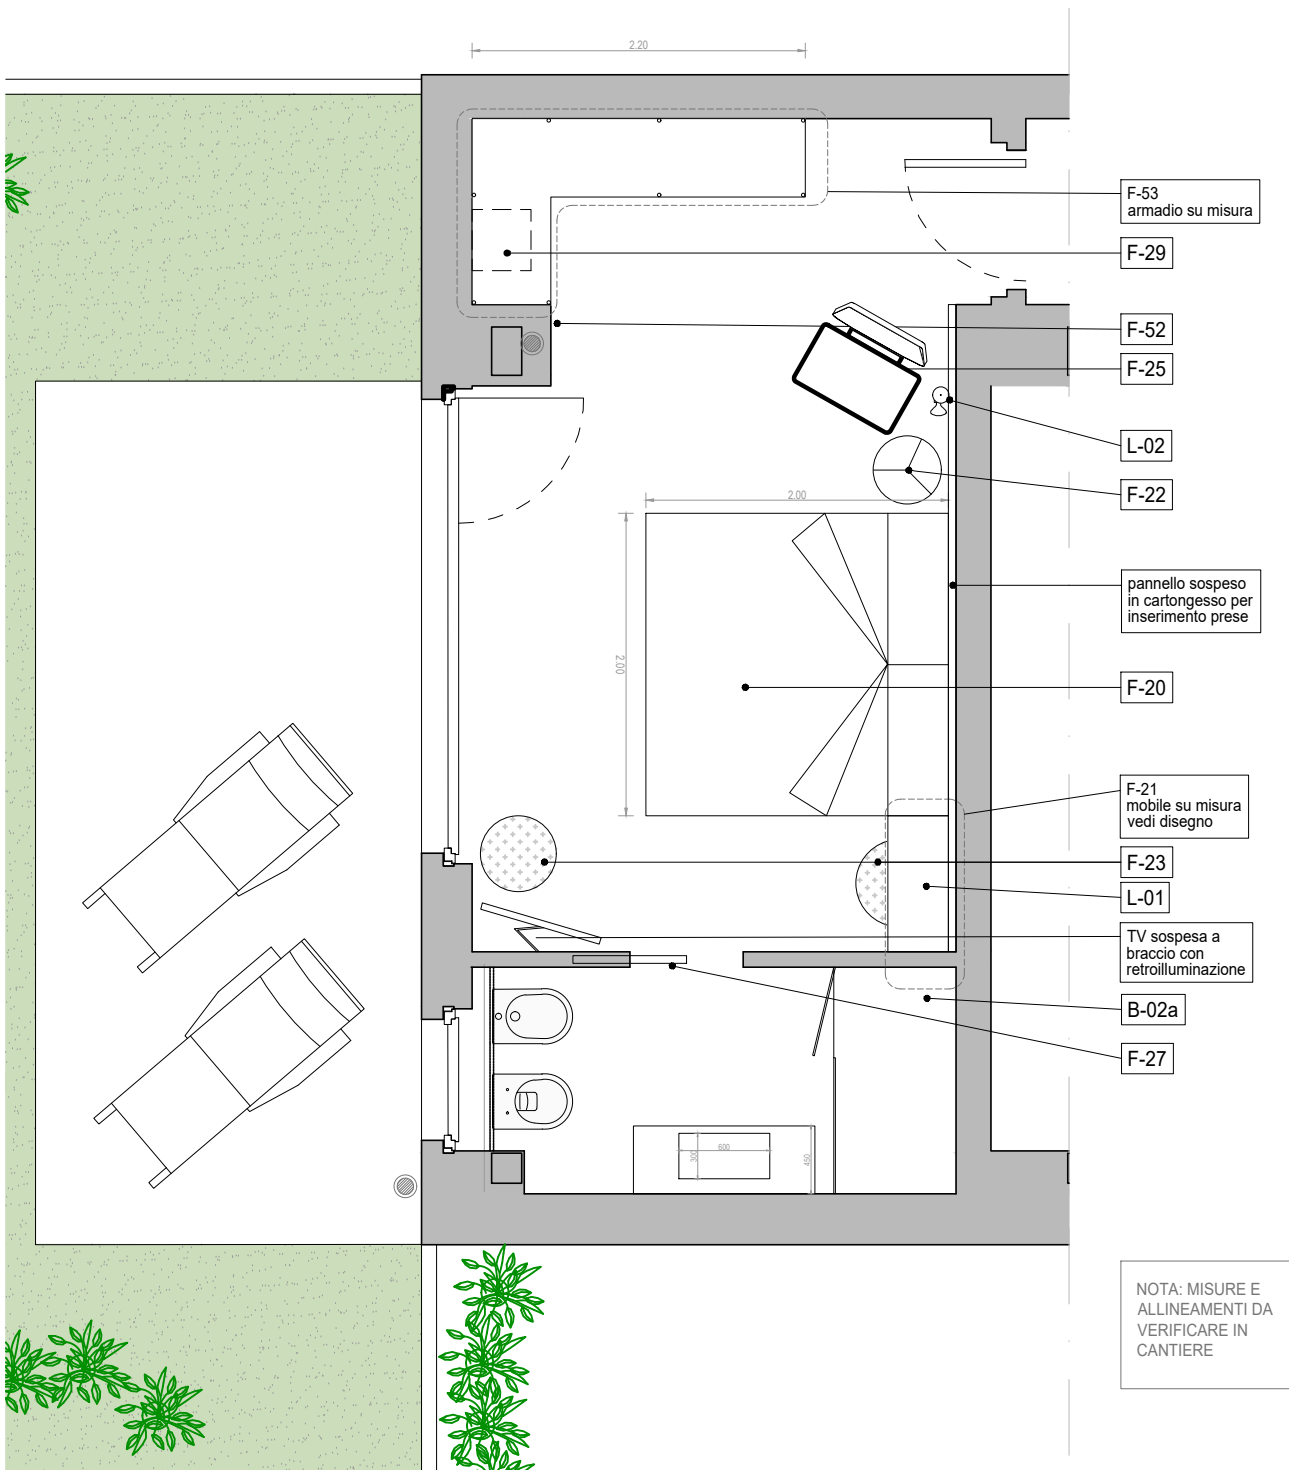 2.20
F-53
armadio su misura
F-29
F-52
F-25
L-02
F-22
2.00
pannello sospeso
in cartongesso per
inserimento prese
2.00
F-20
F-21
mobile su misura
vedi disegno
F-23
L-01
TV sospesa a
braccio con
retroilluminazione
B-02a
F-27
600
300
450
NOTA: MISURE E
ALLINEAMENTI DA
VERIFICARE IN
CANTIERE